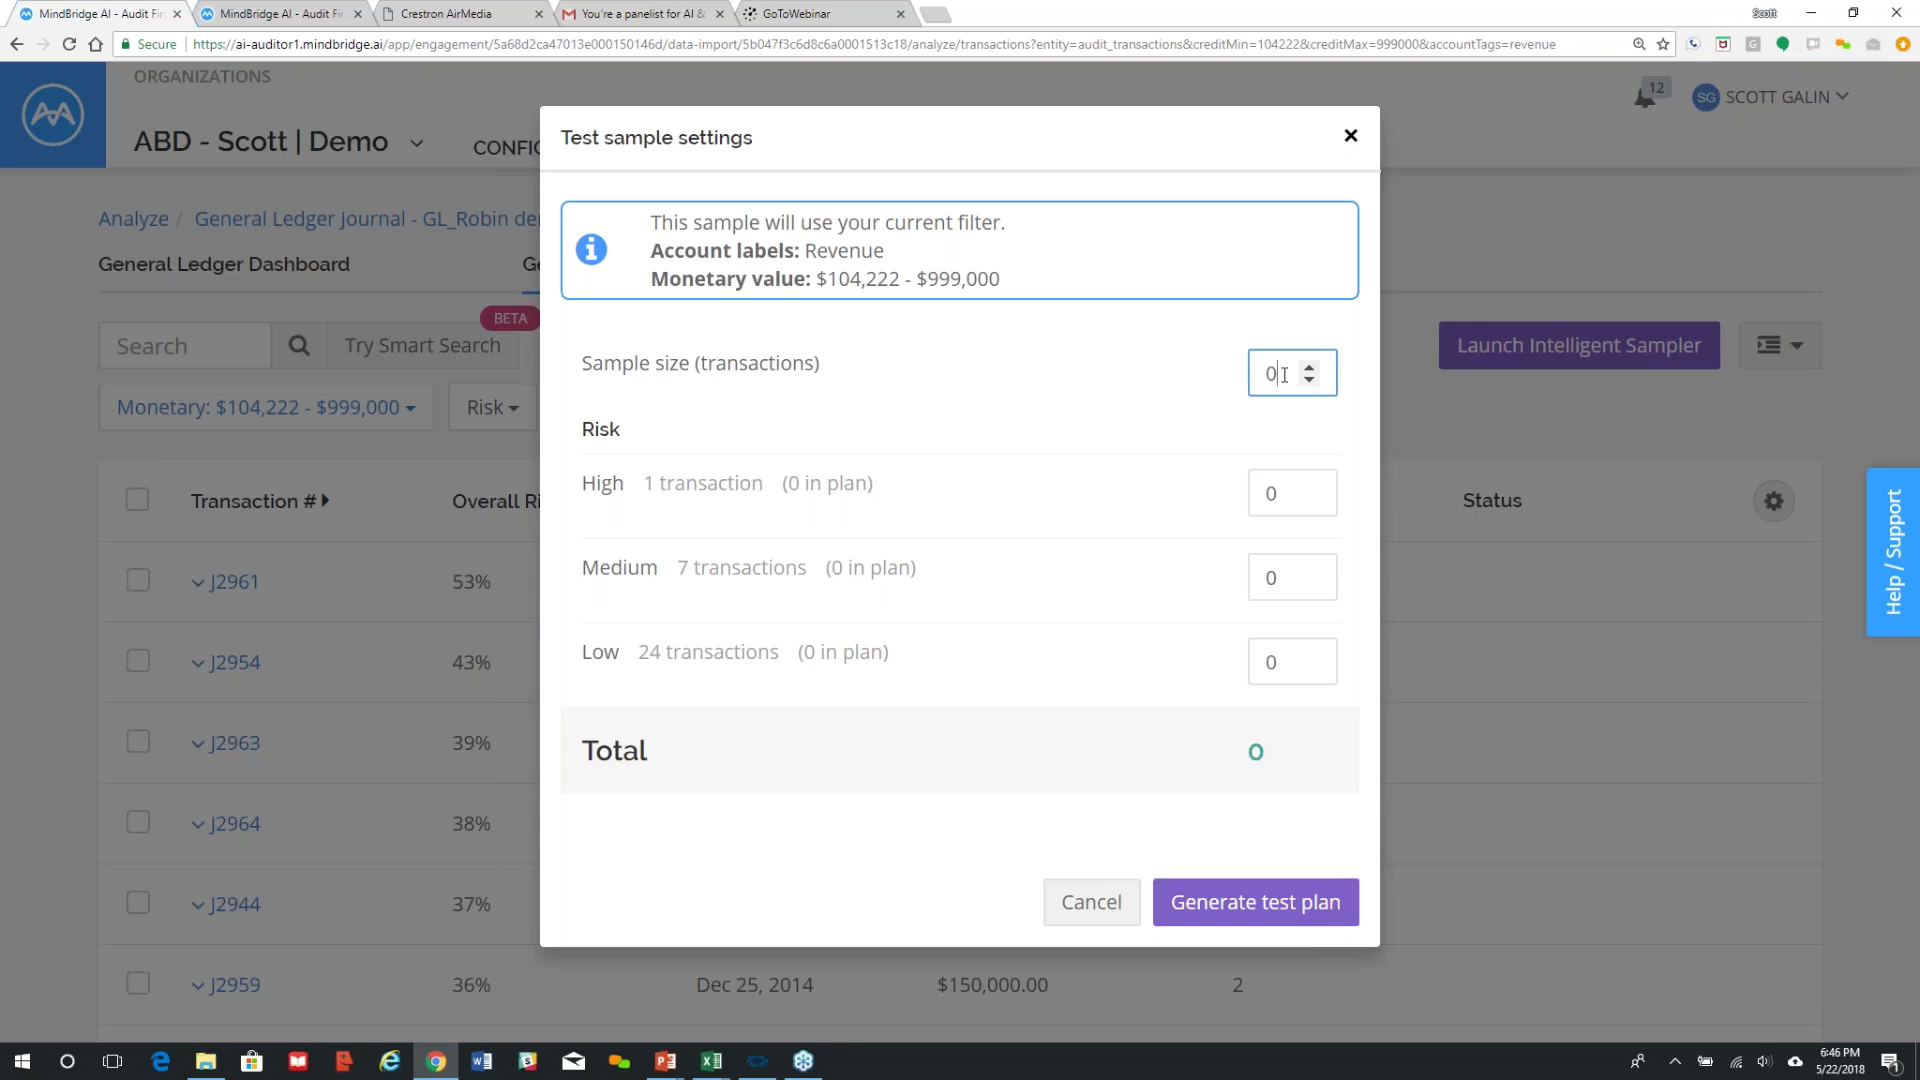 MindBridge AI - Audit Fir
MindBridge AI - Audit Fir
Crestron AirMedia
You're a panelist for AI &
GoToWebinar
Scott
Secure
https://ai-auditor1.mindbridge.ai/app/engagement/5a68d2ca47013e000150146d/data-import/5b047f3c6d8c6a0001513c18/analyze/transactions?entity=audit_transactions&creditMin=104222&creditMax=999000&accountTags=revenue
ORGANIZATIONS
ABD - Scott | Demo
CONFIG
12
SG SCOTT GALIN
Analyze / General Ledger Journal - GL_Robin de
General Ledger Dashboard
Ge
BETA
Search
Try Smart Search
Launch Intelligent Sampler
Monetary: $104,222 - $999,000
Risk
Transaction #
Overall Ri
Status
J2961
53%
J2954
43%
J2963
39%
J2964
38%
J2944
37%
J2959
36%
Dec 25, 2014
$150,000.00
2
Test sample settings
This sample will use your current filter.
Account labels: Revenue
Monetary value: $104,222 - $999,000
Sample size (transactions)
0
Risk
High 1 transaction (0 in plan)
0
Medium 7 transactions (0 in plan)
0
Low 24 transactions (0 in plan)
0
Total
0
Cancel
Generate test plan
Help / Support
6:46 PM
5/22/2018
1